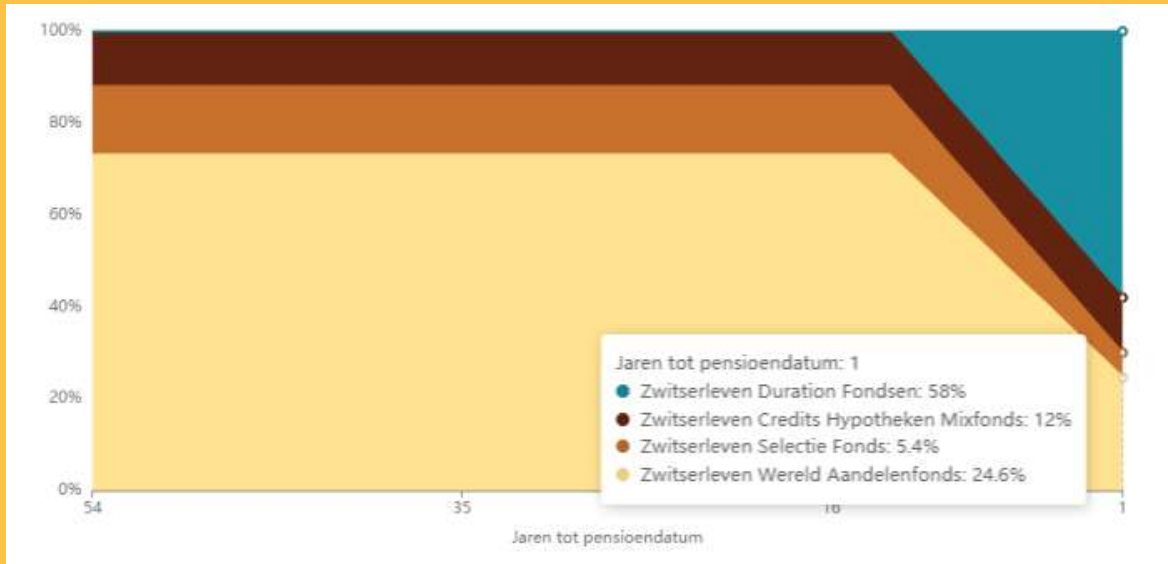 100%
80%
60%
40%
20%
0%
Jaren tot pensioendatum: 1
Zwitserleven Duration Fondsen: 58%
Zwitserleven Credits Hypotheken Mixfonds: 12%
Zwitserleven Selectie Fonds: 5.4%
Zwitserleven Wereld Aandelenfonds: 24.6%
54 35 16 1
Jaren tot pensioendatum